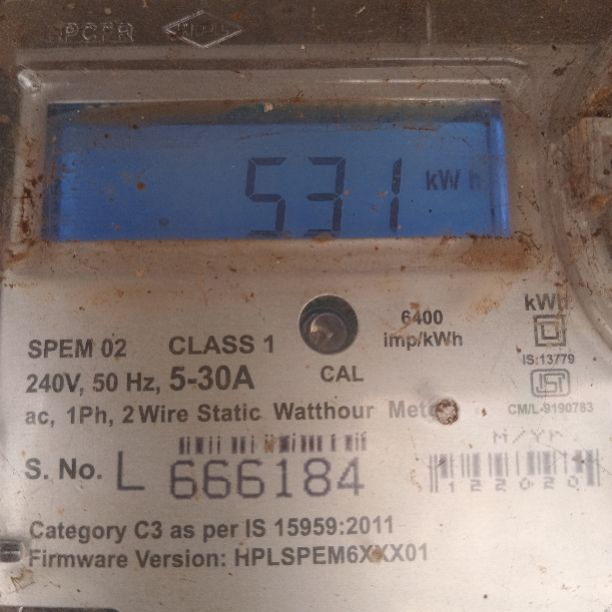 531 kWh
6400
imp/kWh
kWh
SPEM 02 CLASS 1
IS:13779
240V, 50 Hz, 5-30A
CAL
CM/L-9190783
ac, 1Ph, 2 Wire Static Watthour Meter
M/Yr
S. No. L 666184
122020
Category C3 as per IS 15959:2011
Firmware Version: HPLSPEM6XXX01